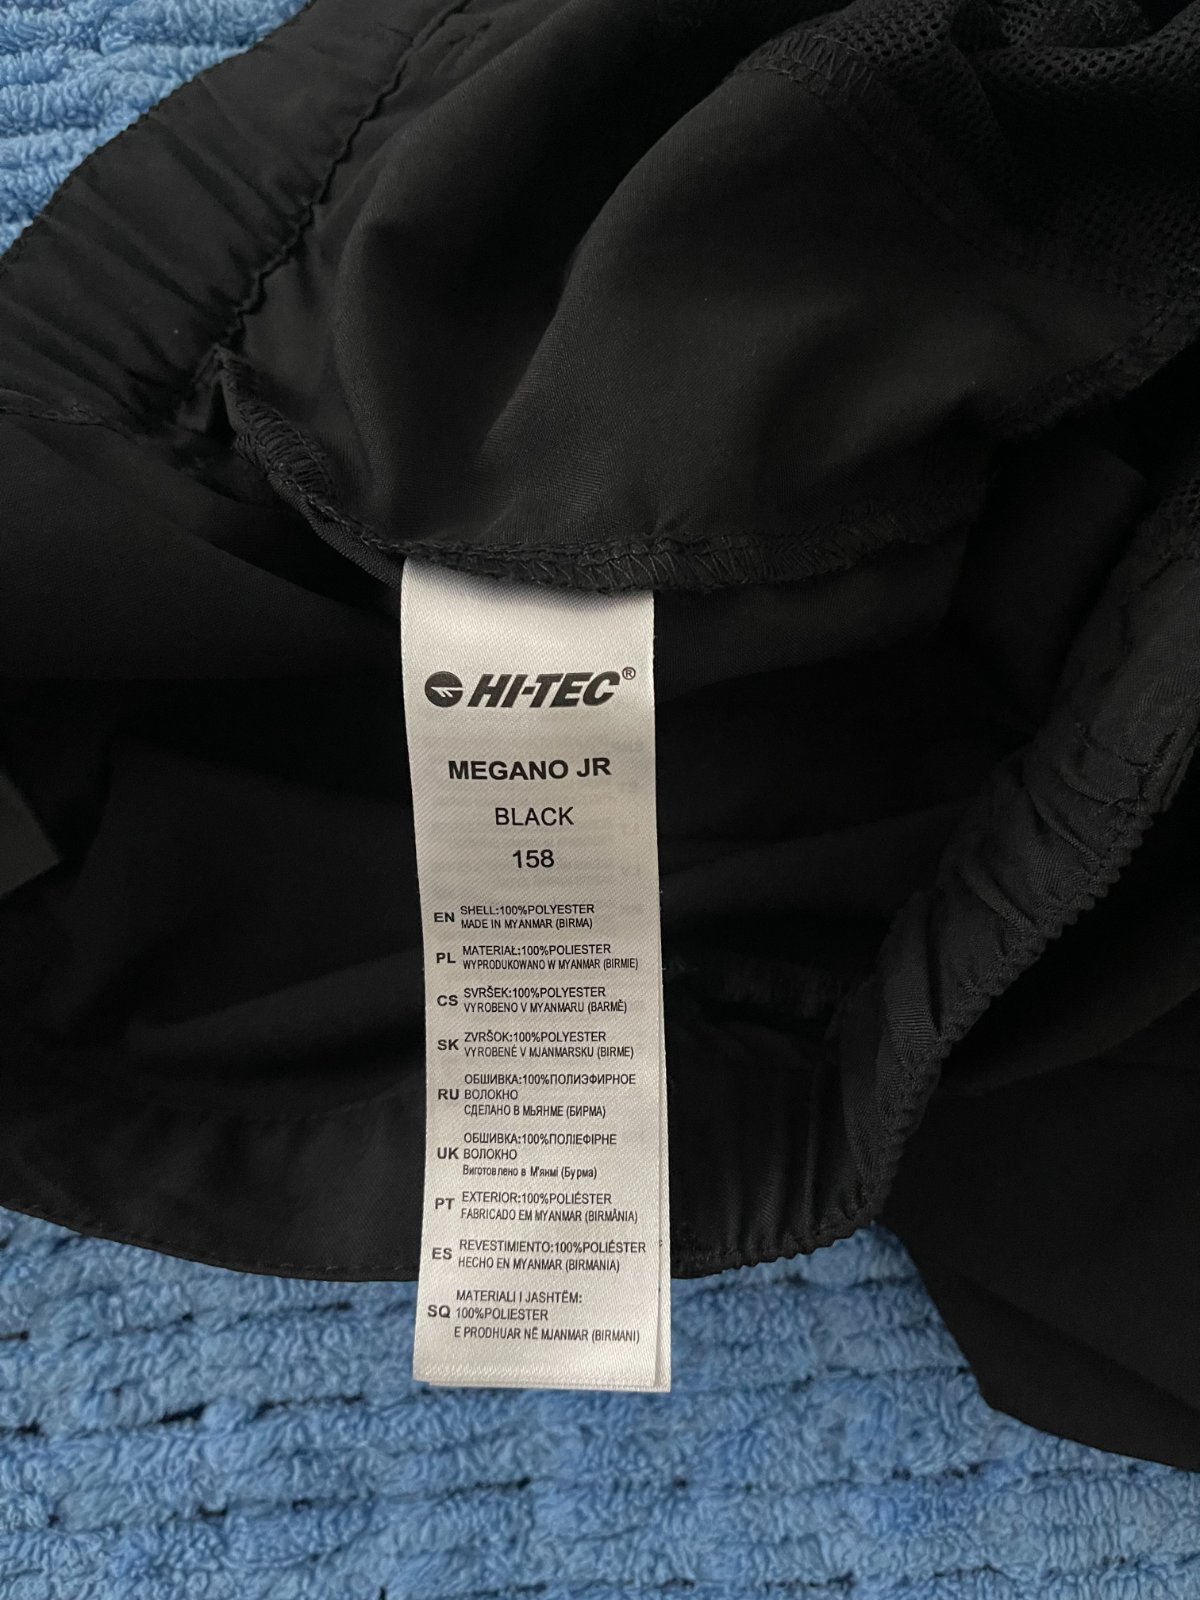 HI-TEC®
MEGANO JR
BLACK
158
EN SHELL:100%POLYESTER
MADE IN MYANMAR (BIRMA)
PL MATERIAŁ:100%POLIESTER
WYPRODUKOWANO W MYANMAR (BIRMIE)
CS SVRŠEK:100%POLYESTER
VYROBENO V MYANMARU (BARMĚ)
SK ZVRŠOK:100%POLYESTER
VYROBENÉ V MJANMARSKU (BIRME)
ОБШИВКА:100%ПОЛИЭФИРНОЕ
RU ВОЛОКНО
СДЕЛАНО В МЬЯНМЕ (БИРМА)
ОБШИВКА:100%ПОЛІЕФІРНЕ
UK ВОЛОКНО
Виготовлено в М'янмі (Бурма)
PT EXTERIOR:100%POLIÉSTER
FABRICADO EM MYANMAR (BIRMÂNIA)
ES REVESTIMIENTO:100%POLIÉSTER
HECHO EN MYANMAR (BIRMANIA)
MATERIALI I JASHTËM:
SQ 100%POLIESTER
E PRODHUAR NË MJANMAR (BIRMANI)